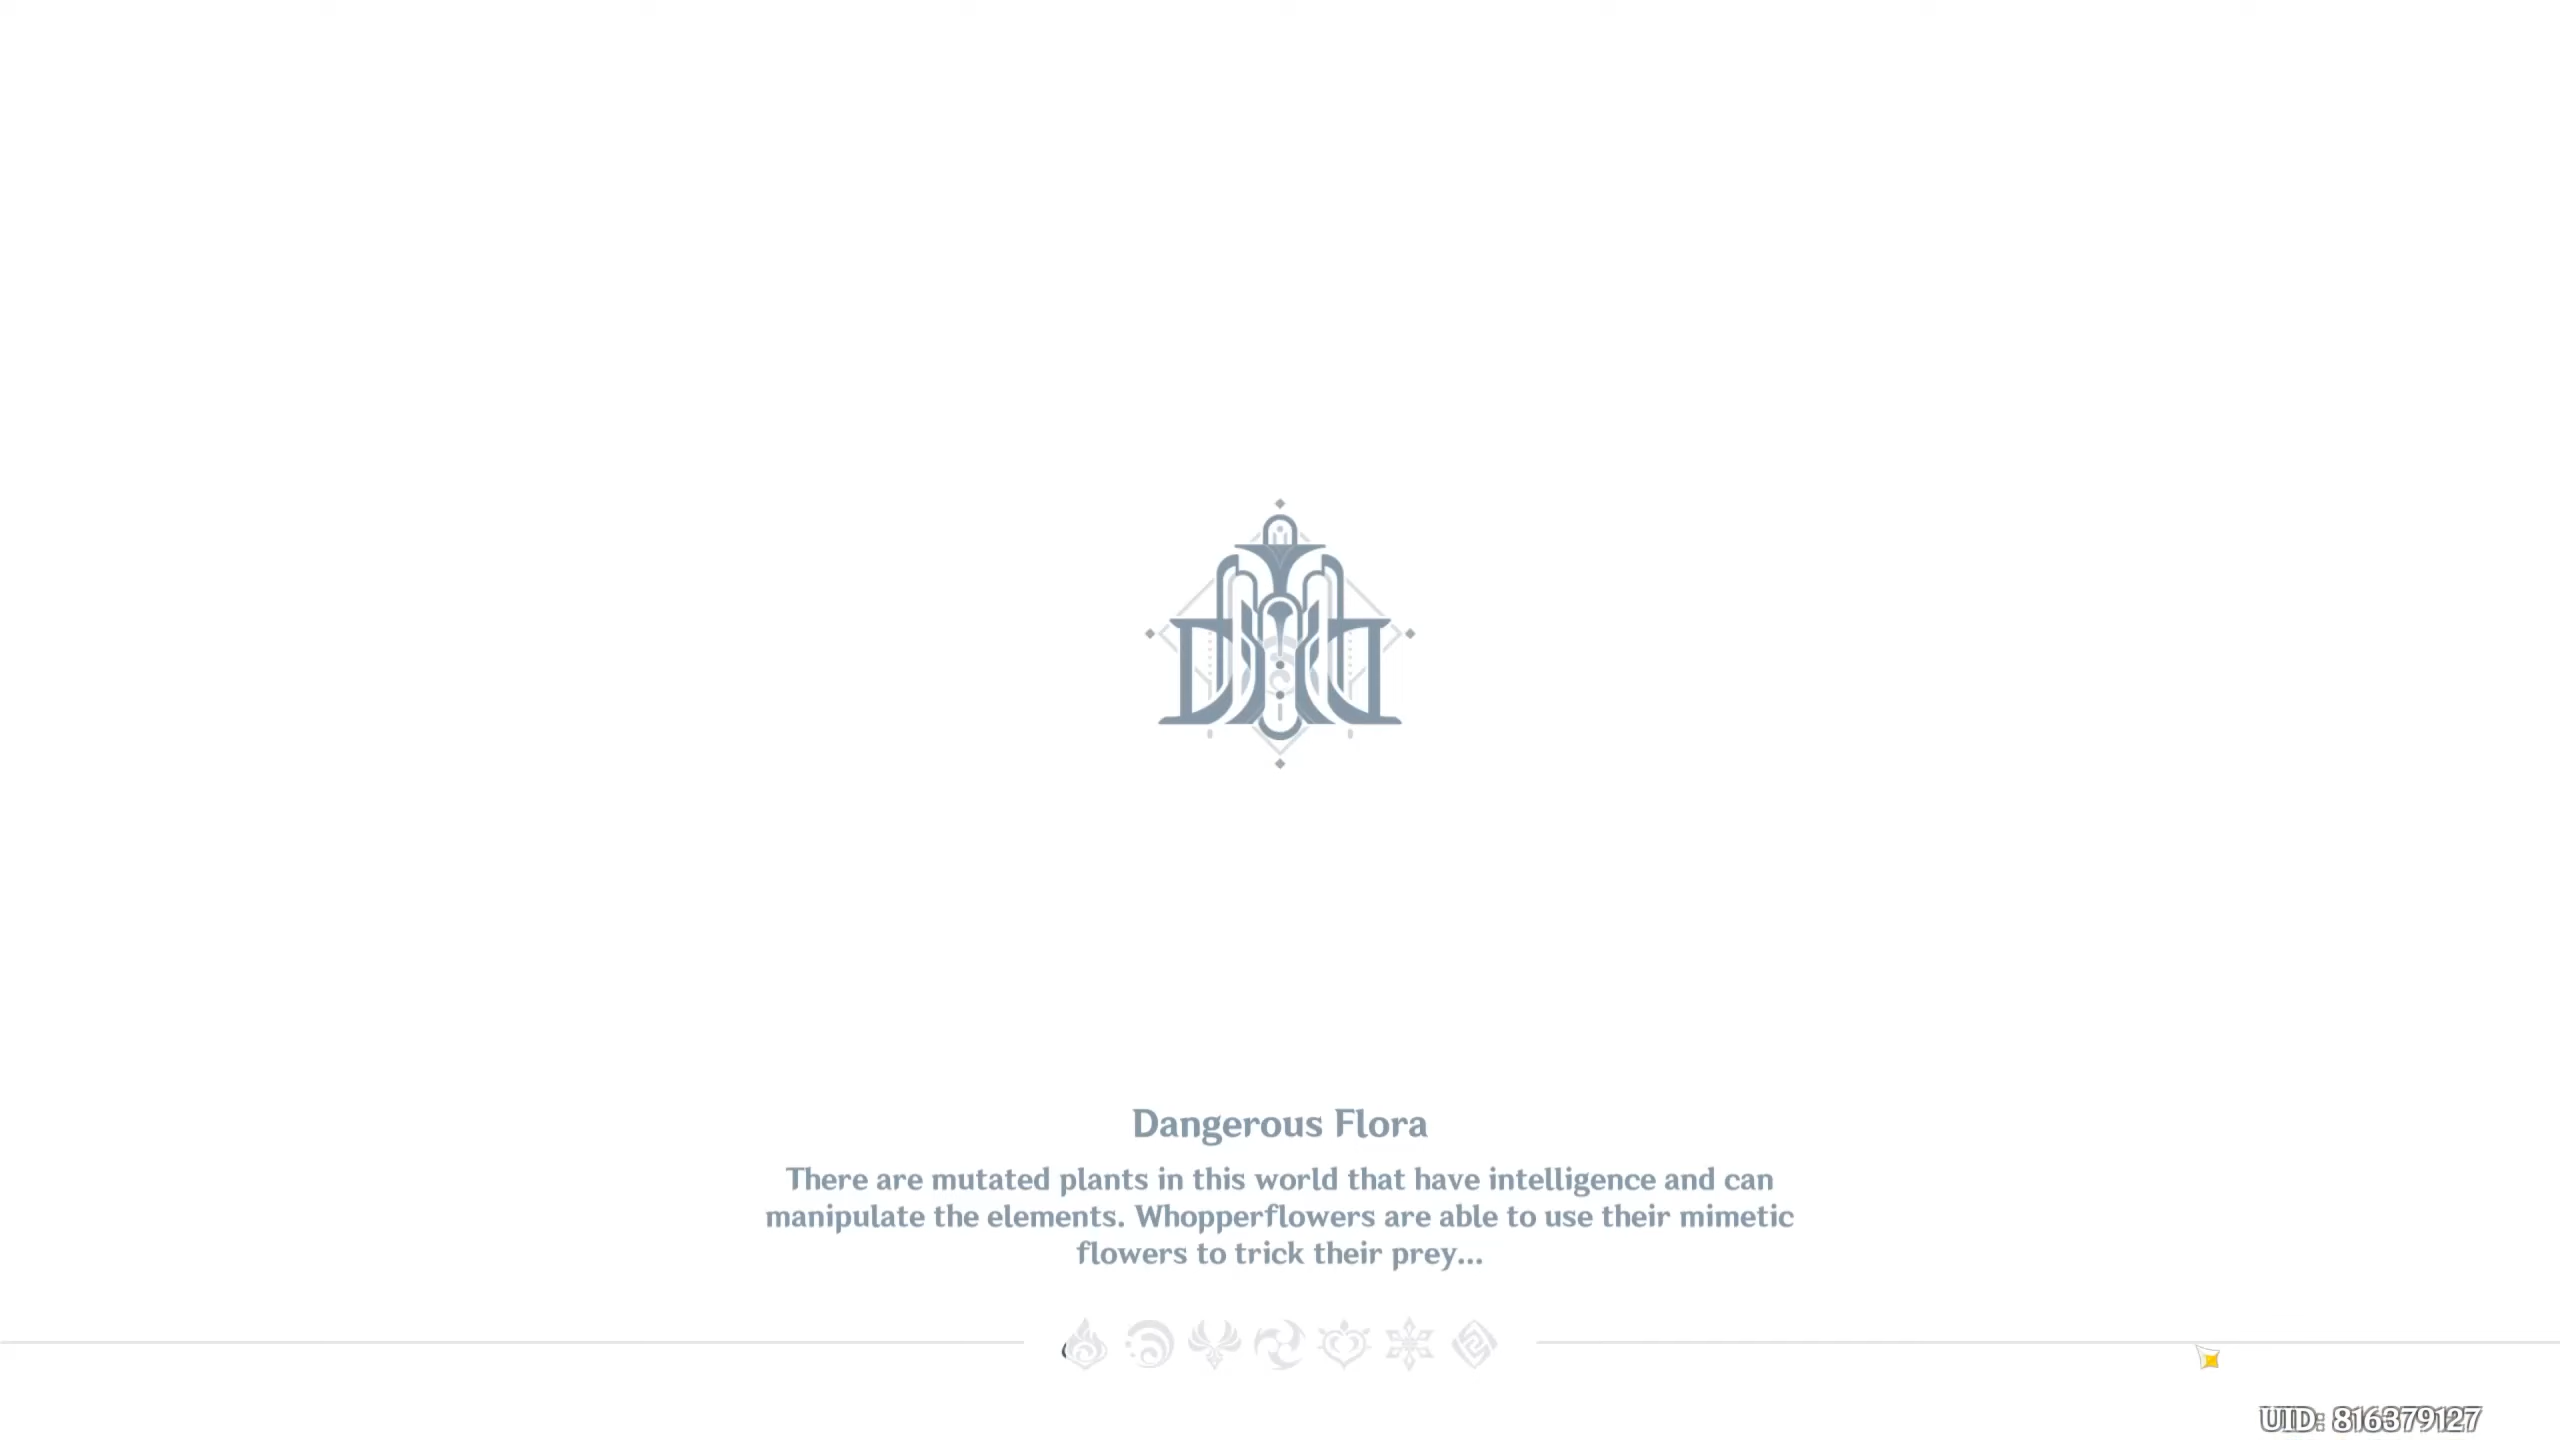 Dangerous Flora
There are mutated plants in this world that have intelligence and can
manipulate the elements. Whopperflowers are able to use their mimetic
flowers to trick their prey...
UID: 816379127